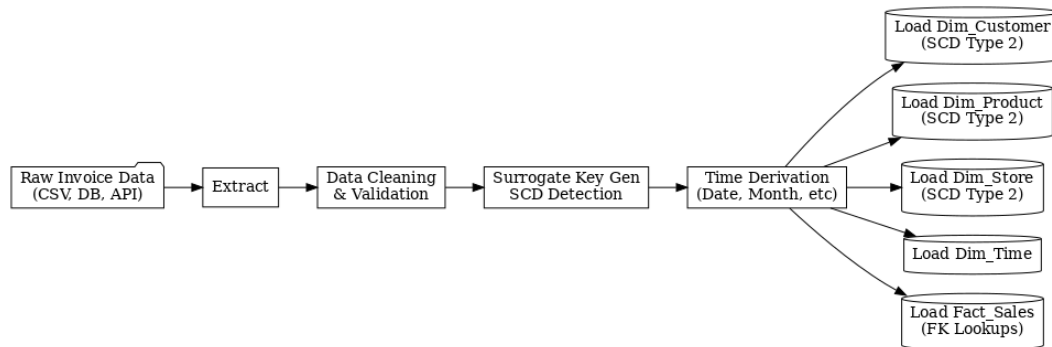 Raw Invoice Data
(CSV, DB, API)
Extract
Data Cleaning
& Validation
Surrogate Key Gen
SCD Detection
Time Derivation
(Date, Month, etc)
Load Dim_Customer
(SCD Type 2)
Load Dim_Product
(SCD Type 2)
Load Dim_Store
(SCD Type 2)
Load Dim_Time
Load Fact_Sales
(FK Lookups)